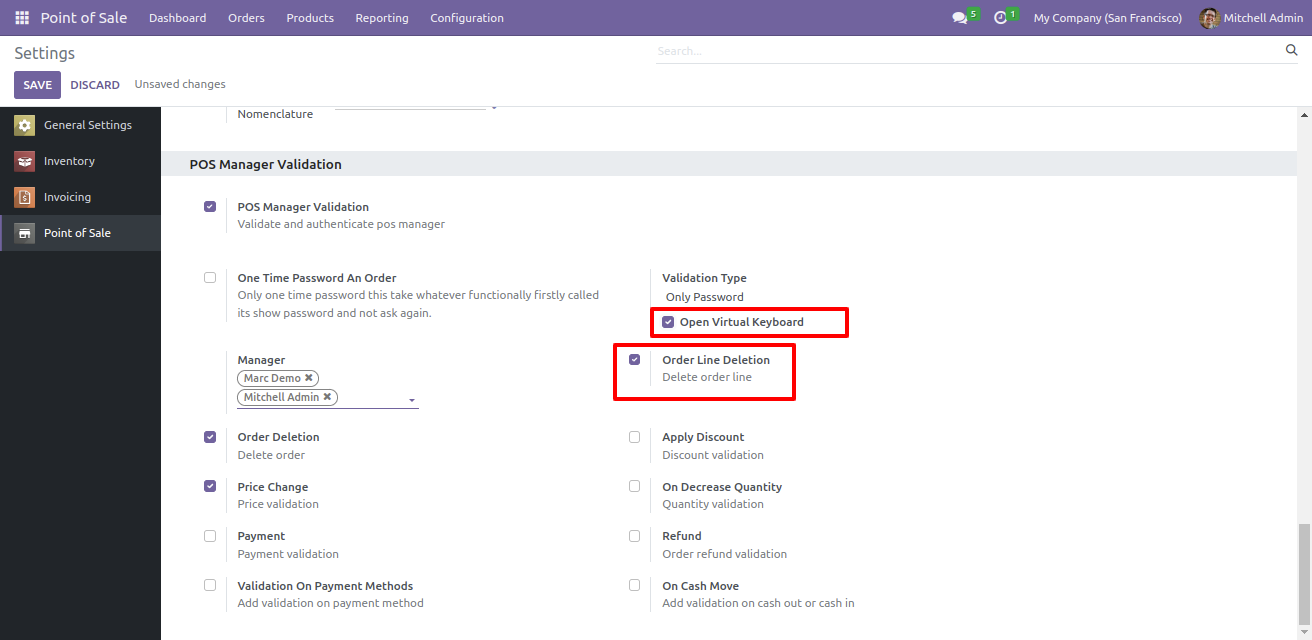 Point of Sale Dashboard Orders Products Reporting Configuration 5 1 My Company (San Francisco) Mitchell Admin
Settings
Search...
SAVE DISCARD Unsaved changes
General Settings
Inventory
Invoicing
Point of Sale
Nomenclature
POS Manager Validation
POS Manager Validation
Validate and authenticate pos manager
One Time Password An Order
Only one time password this take whatever functionally firstly called
its show password and not ask again.
Validation Type
Only Password
Open Virtual Keyboard
Manager
Marc Demo ✖
Mitchell Admin ✖
Order Line Deletion
Delete order line
Order Deletion
Delete order
Apply Discount
Discount validation
Price Change
Price validation
On Decrease Quantity
Quantity validation
Payment
Payment validation
Refund
Order refund validation
Validation On Payment Methods
Add validation on payment method
On Cash Move
Add validation on cash out or cash in